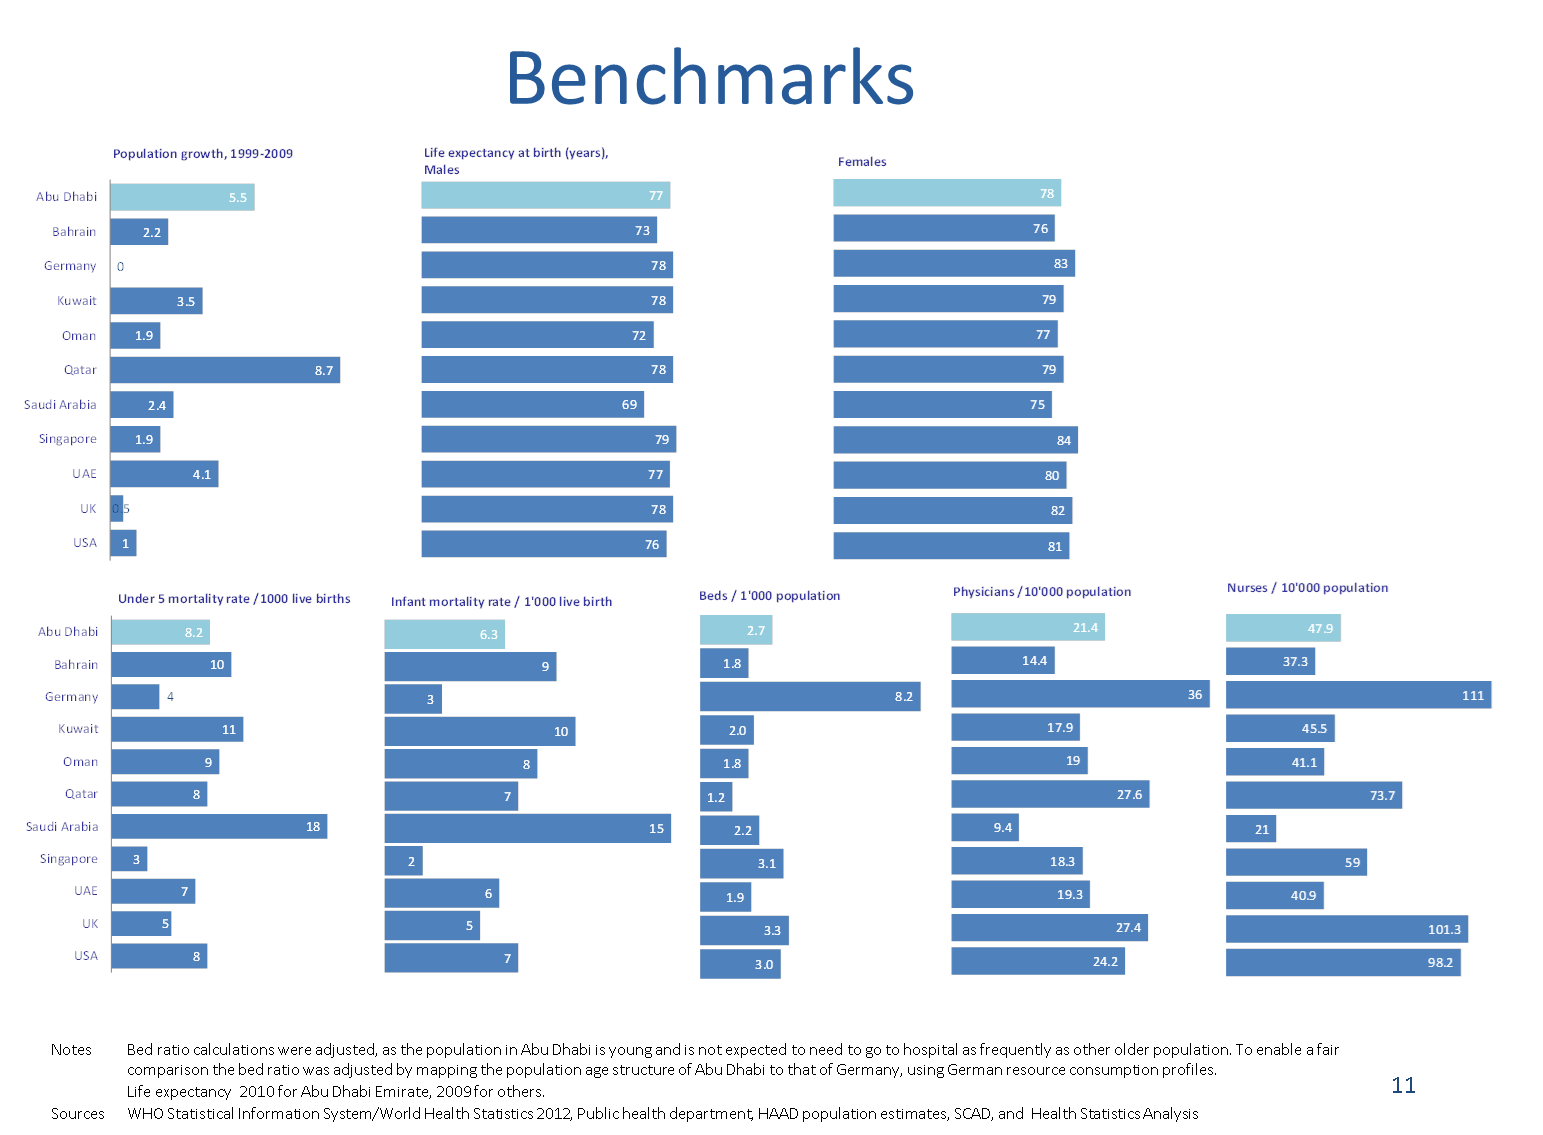 Benchmarks
Population growth, 1999-2009
Abu Dhabi 5.5
Bahrain 2.2
Germany 0
Kuwait 3.5
Oman 1.9
Qatar 8.7
Saudi Arabia 2.4
Singapore 1.9
UAE 4.1
UK 0.5
USA 1
Life expectancy at birth (years),
Males
77
73
78
78
72
78
69
79
77
78
76
Females
78
76
83
79
77
79
75
84
80
82
81
Under 5 mortality rate /1000 live births
Abu Dhabi 8.2
Bahrain 10
Germany 4
Kuwait 11
Oman 9
Qatar 8
Saudi Arabia 18
Singapore 3
UAE 7
UK 5
USA 8
Infant mortality rate / 1'000 live birth
6.3
9
3
10
8
7
15
2
6
5
7
Beds / 1'000 population
2.7
1.8
8.2
2.0
1.8
1.2
2.2
3.1
1.9
3.3
3.0
Physicians /10'000 population
21.4
14.4
36
17.9
19
27.6
9.4
18.3
19.3
27.4
24.2
Nurses / 10'000 population
47.9
37.3
111
45.5
41.1
73.7
21
59
40.9
101.3
98.2
Notes Bed ratio calculations were adjusted, as the population in Abu Dhabi is young and is not expected to need to go to hospital as frequently as other older population. To enable a fair
comparison the bed ratio was adjusted by mapping the population age structure of Abu Dhabi to that of Germany, using German resource consumption profiles.
Life expectancy 2010 for Abu Dhabi Emirate, 2009 for others.
Sources WHO Statistical Information System/World Health Statistics 2012, Public health department, HAAD population estimates, SCAD, and Health Statistics Analysis
11